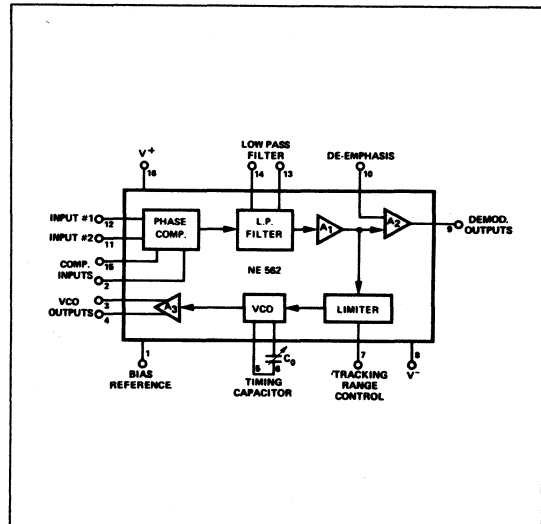 V+
16
LOW PASS
FILTER
14
13
DE-EMPHASIS
10
INPUT #1
12
INPUT #2
11
COMP.
INPUTS
15
2
PHASE
COMP.
L.P.
FILTER
A1
A2
9
DEMOD.
OUTPUTS
NE 562
VCO
OUTPUTS
3
4
A3
VCO
LIMITER
1
BIAS
REFERENCE
5
6
C0
TIMING
CAPACITOR
7
TRACKING
RANGE
CONTROL
8
V-